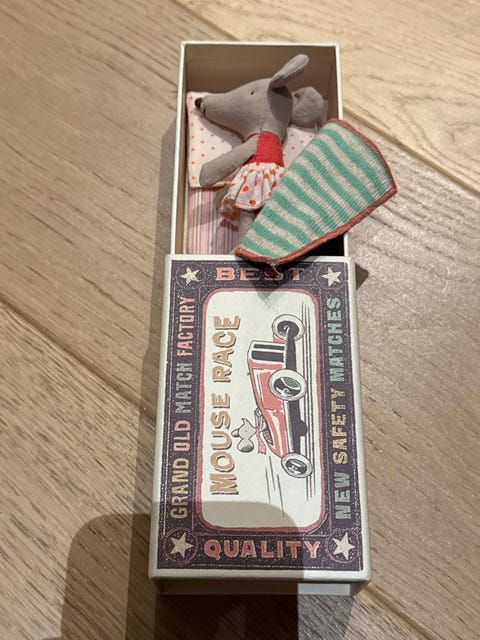 BEST
GRAND OLD MATCH FACTORY
MOUSE RACE
NEW SAFETY MATCHES
QUALITY